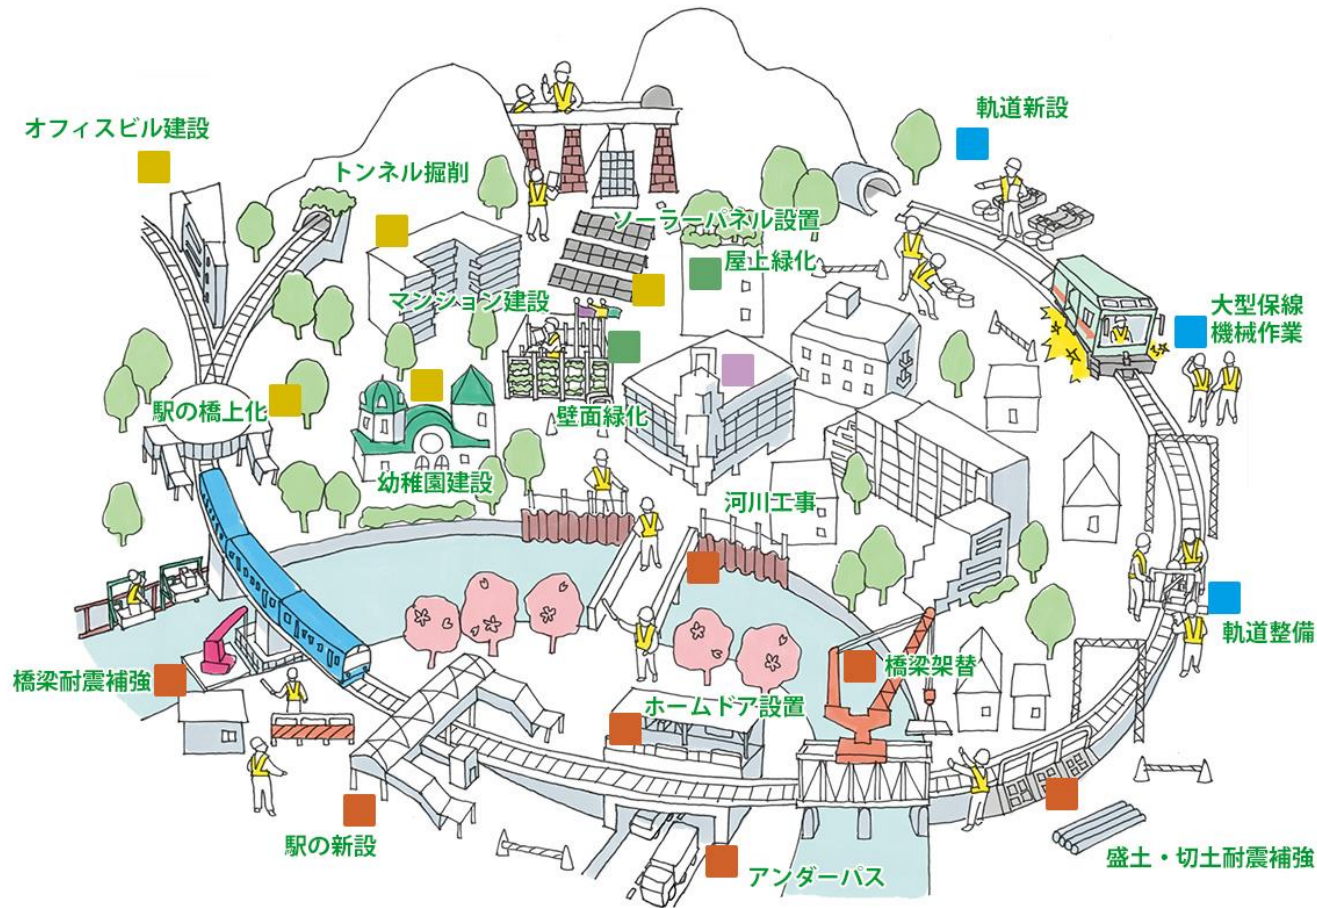 軌道新設
オフィスビル建設
トンネル掘削
ソーラーパネル設置
屋上緑化
マンション建設
大型保線
機械作業
駅の橋上化
壁面緑化
幼稚園建設
河川工事
軌道整備
橋梁耐震補強
橋梁架替
ホームドア設置
駅の新設
盛土・切土耐震補強
アンダーパス